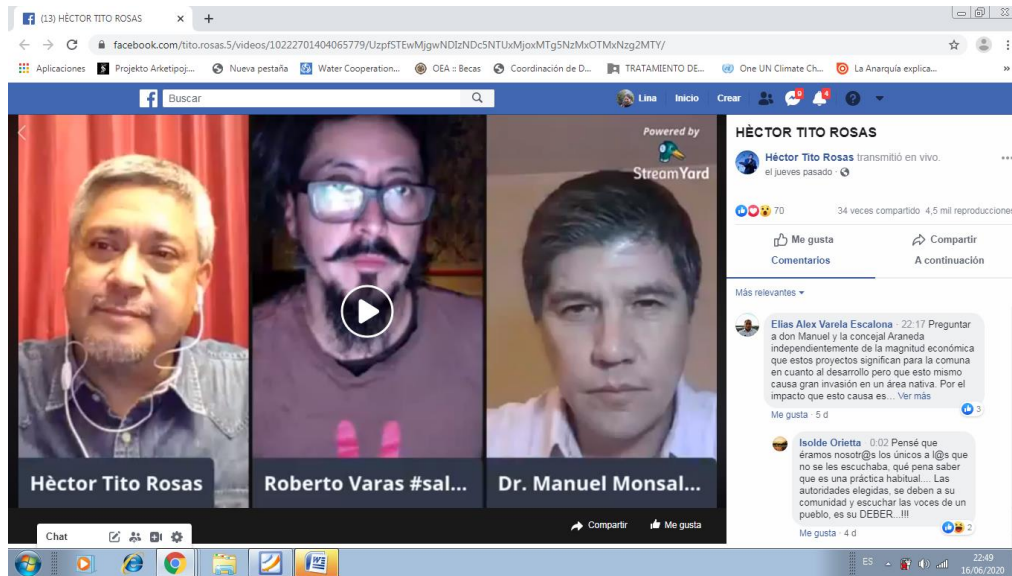 (13) HÈCTOR TITO ROSAS
facebook.com/tito.rosas.5/videos/10222701404065779/UzpfSTEwMjgwNDIzNDc5NTUxMjoxMTg5NzMxOTMxNzg2MTY/
Aplicaciones Projekto Arketipoj:... Nueva pestaña Water Cooperation... OEA :: Becas Coordinación de D... TRATAMIENTO DE... One UN Climate Ch... La Anarquía explica... »
Buscar Lina Inicio Crear 9 4
Powered by
StreamYard
Hèctor Tito Rosas
Roberto Varas #sal...
Dr. Manuel Monsal...
Compartir Me gusta
HÈCTOR TITO ROSAS
Héctor Tito Rosas transmitió en vivo.
el jueves pasado ·
70 34 veces compartido 4,5 mil reproducciones
Me gusta Compartir
Comentarios A continuación
Más relevantes
Elias Alex Varela Escalona · 22:17 Preguntar
a don Manuel y la concejal Araneda
independientemente de la magnitud económica
que estos proyectos significan para la comuna
en cuanto al desarrollo pero que esto mismo
causa gran invasión en un área nativa. Por el
impacto que esto causa es... Ver más
3
Me gusta · 5 d
Isolde Orietta · 0:02 Pensé que
éramos nosotr@s los únicos a l@s que
no se les escuchaba, qué pena saber
que es una práctica habitual.... Las
autoridades elegidas, se deben a su
comunidad y escuchar las voces de un
pueblo, es su DEBER...!!!
2
Me gusta · 4 d
Chat
ES 22:49
16/06/2020